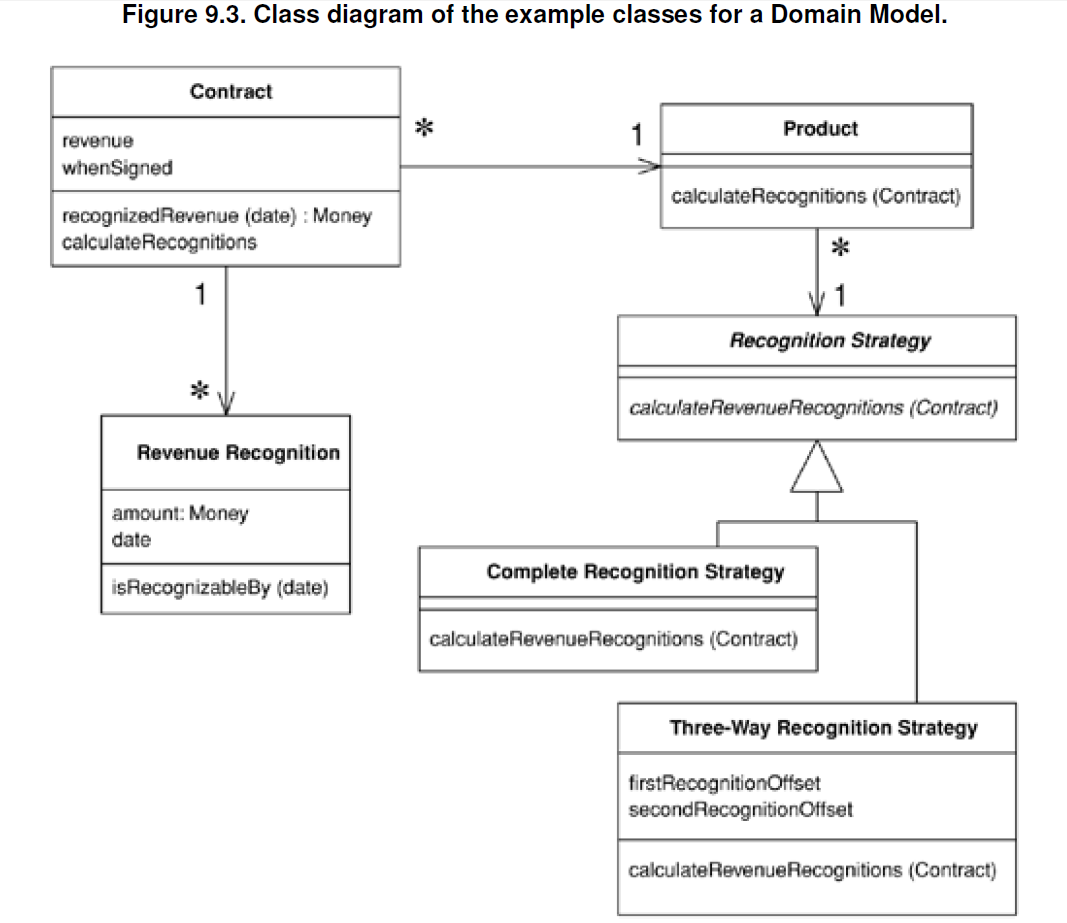 Figure 9.3. Class diagram of the example classes for a Domain Model.
Contract
revenue
whenSigned
recognizedRevenue (date) : Money
calculateRecognitions
* 1
Product
calculateRecognitions (Contract)
*
1
1
*
Recognition Strategy
calculateRevenueRecognitions (Contract)
Revenue Recognition
amount: Money
date
isRecognizableBy (date)
Complete Recognition Strategy
calculateRevenueRecognitions (Contract)
Three-Way Recognition Strategy
firstRecognitionOffset
secondRecognitionOffset
calculateRevenueRecognitions (Contract)